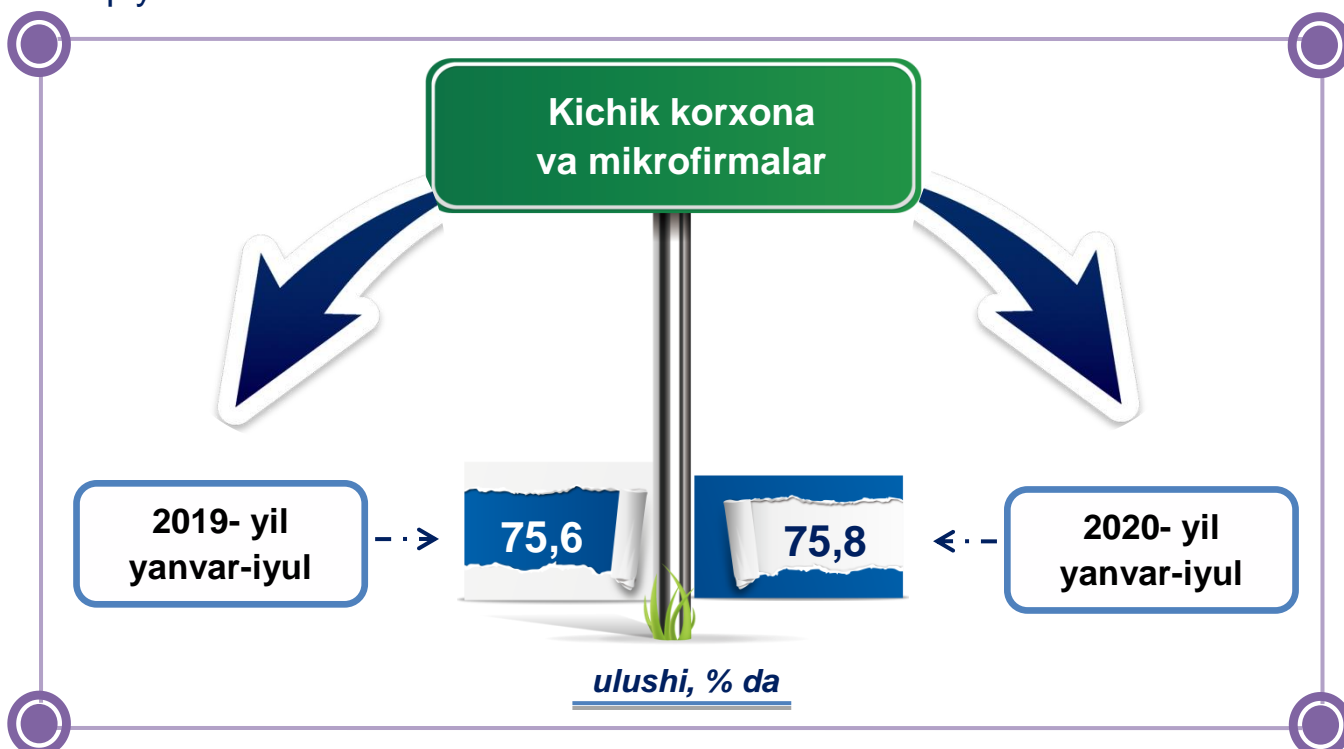 Kichik korxona
va mikrofirmalar
2019- yil
yanvar-iyul
75,6
75,8
2020- yil
yanvar-iyul
ulushi, % da